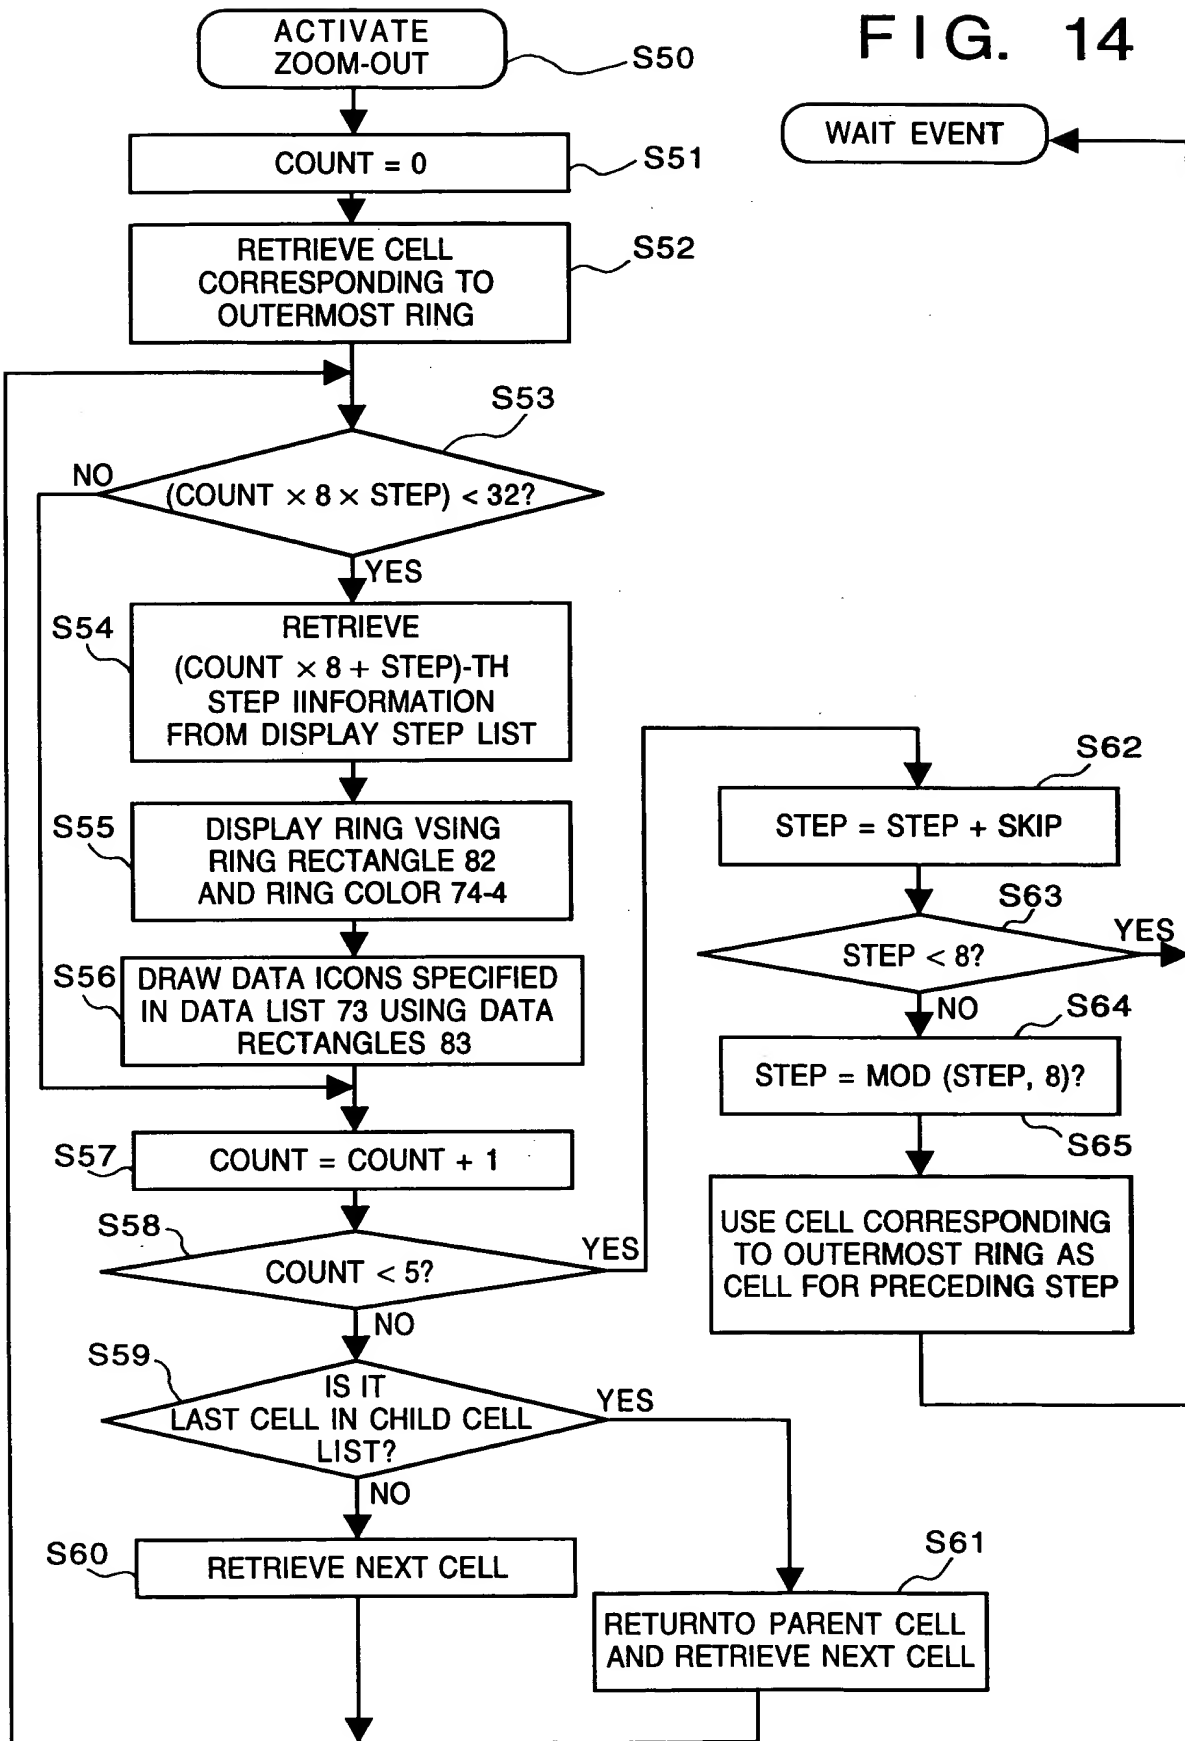 FIG. 14
ACTIVATE
ZOOM-OUT
S50
WAIT EVENT
COUNT = 0
S51
RETRIEVE CELL
CORRESPONDING TO
OUTERMOST RING
S52
S53
NO
(COUNT × 8 × STEP) < 32?
YES
S54
RETRIEVE
(COUNT × 8 + STEP)-TH
STEP IINFORMATION
FROM DISPLAY STEP LIST
S55
DISPLAY RING VSING
RING RECTANGLE 82
AND RING COLOR 74-4
S56
DRAW DATA ICONS SPECIFIED
IN DATA LIST 73 USING DATA
RECTANGLES 83
S57
COUNT = COUNT + 1
S58
COUNT < 5?
YES
NO
S59
IS IT
LAST CELL IN CHILD CELL
LIST?
YES
NO
S60
RETRIEVE NEXT CELL
S61
RETURNTO PARENT CELL
AND RETRIEVE NEXT CELL
S62
STEP = STEP + SKIP
S63
STEP < 8?
YES
NO
S64
STEP = MOD (STEP, 8)?
S65
USE CELL CORRESPONDING
TO OUTERMOST RING AS
CELL FOR PRECEDING STEP